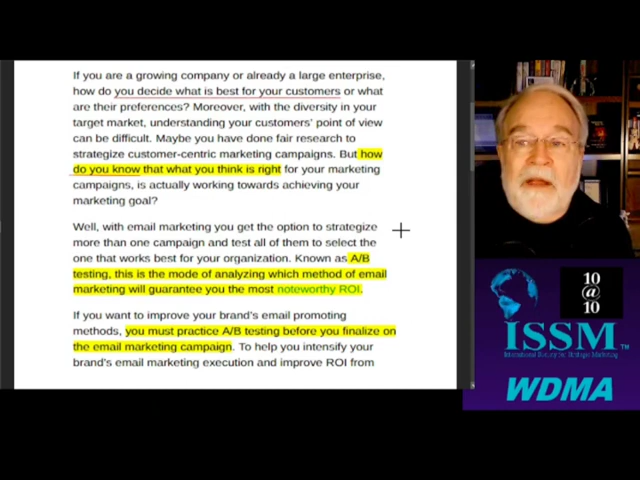 If you are a growing company or already a large enterprise,
how do you decide what is best for your customers or what
are their preferences? Moreover, with the diversity in your
target market, understanding your customers' point of view
can be difficult. Maybe you have done fair research to
strategize customer-centric marketing campaigns. But how
do you know that what you think is right for your marketing
campaigns, is actually working towards achieving your
marketing goal?
Well, with email marketing you get the option to strategize
more than one campaign and test all of them to select the
one that works best for your organization. Known as A/B
testing, this is the mode of analyzing which method of email
marketing will guarantee you the most noteworthy ROI.
If you want to improve your brand's email promoting
methods, you must practice A/B testing before you finalize on
the email marketing campaign. To help you intensify your
brand's email marketing execution and improve ROI from
10
@
10
ISSM TM
International Society for Strategic Marketing
WDMA